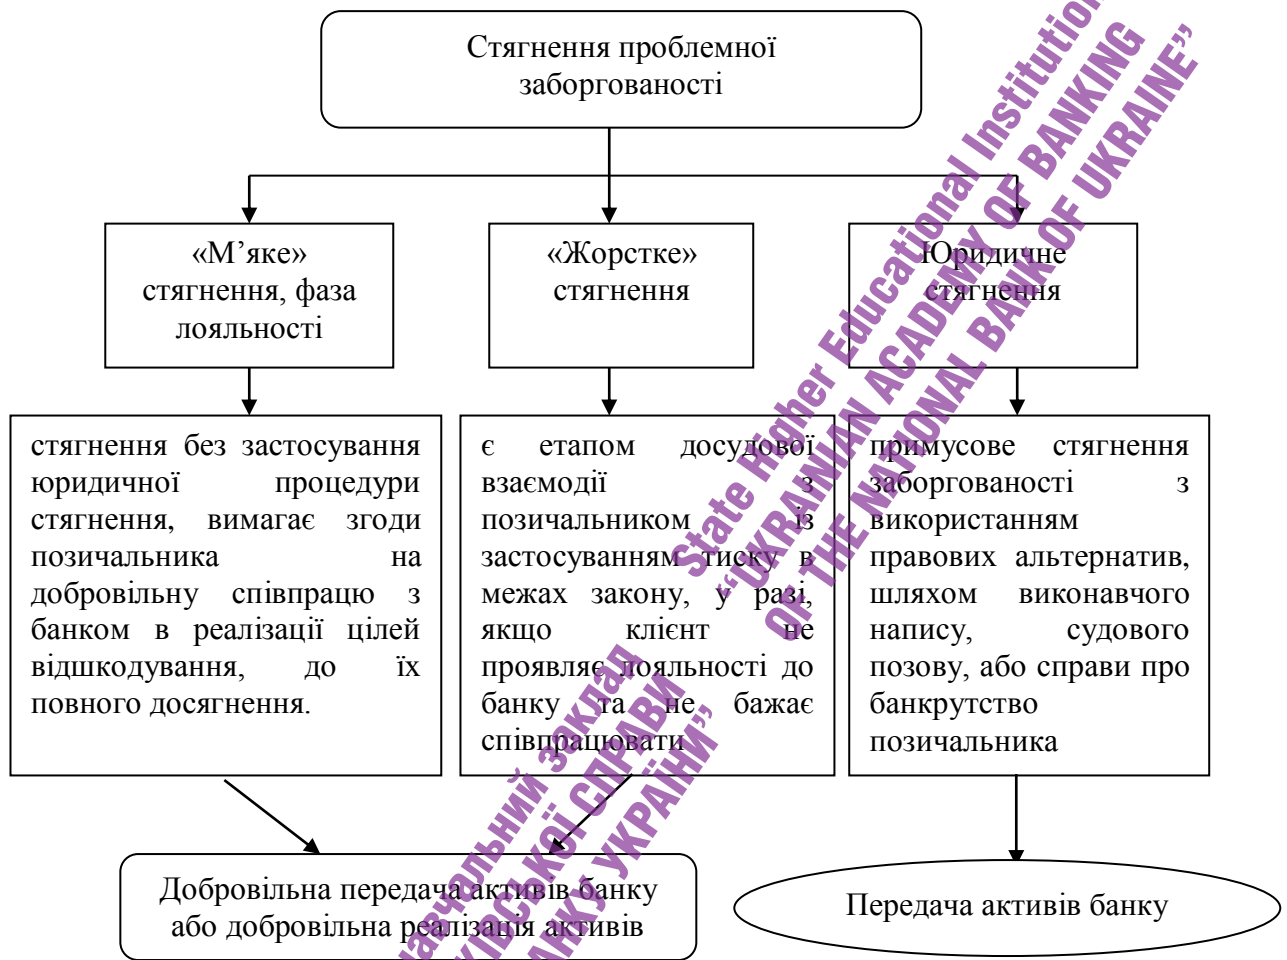 Стягнення проблемної
заборгованості
«М’яке»
стягнення, фаза
лояльності
«Жорстке»
стягнення
Юридичне
стягнення
стягнення без застосування
юридичної процедури
стягнення, вимагає згоди
позичальника на
добровільну співпрацю з
банком в реалізації цілей
відшкодування, до їх
повного досягнення.
є етапом досудової
взаємодії з
позичальником із
застосуванням тиску в
межах закону, у разі,
якщо клієнт не
проявляє лояльності до
банку та не бажає
співпрацювати
примусове стягнення
заборгованості з
використанням
правових альтернатив,
шляхом виконавчого
напису, судового
позову, або справи про
банкрутство
позичальника
Добровільна передача активів банку
або добровільна реалізація активів
Передача активів банку
State Higher Educational Institution
“UKRAINIAN ACADEMY OF BANKING
OF THE NATIONAL BANK OF UKRAINE”
заклад
СПРАВИ
УКРАЇНИ”